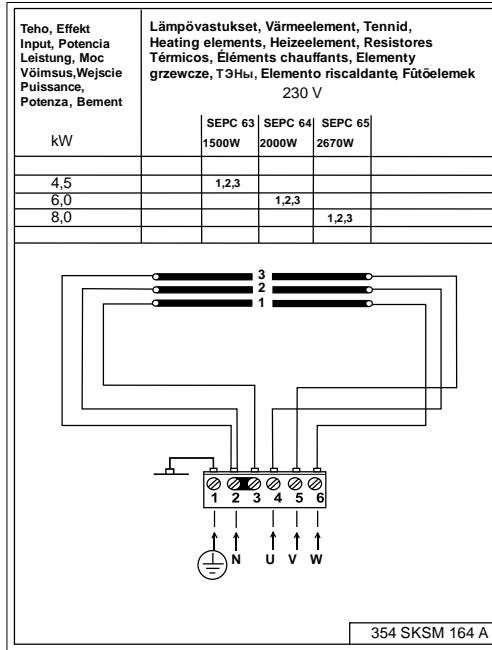 Teho, Effekt
Input, Potencia
Leistung, Moc
Võimsus,Wejscie
Puissance,
Potenza, Bement
kW
Lämpövastukset, Värmeelement, Tennid,
Heating elements, Heizeelement, Resistores
Térmicos, Éléments chauffants, Elementy
grzewcze, ТЭНы, Elemento riscaldante, Fûtõelemek
230 V
SEPC 63 SEPC 64 SEPC 65
1500W 2000W 2670W
4,5 1,2,3
6,0 1,2,3
8,0 1,2,3
3
2
1
1 2 3 4 5 6
N U V W
354 SKSM 164 A